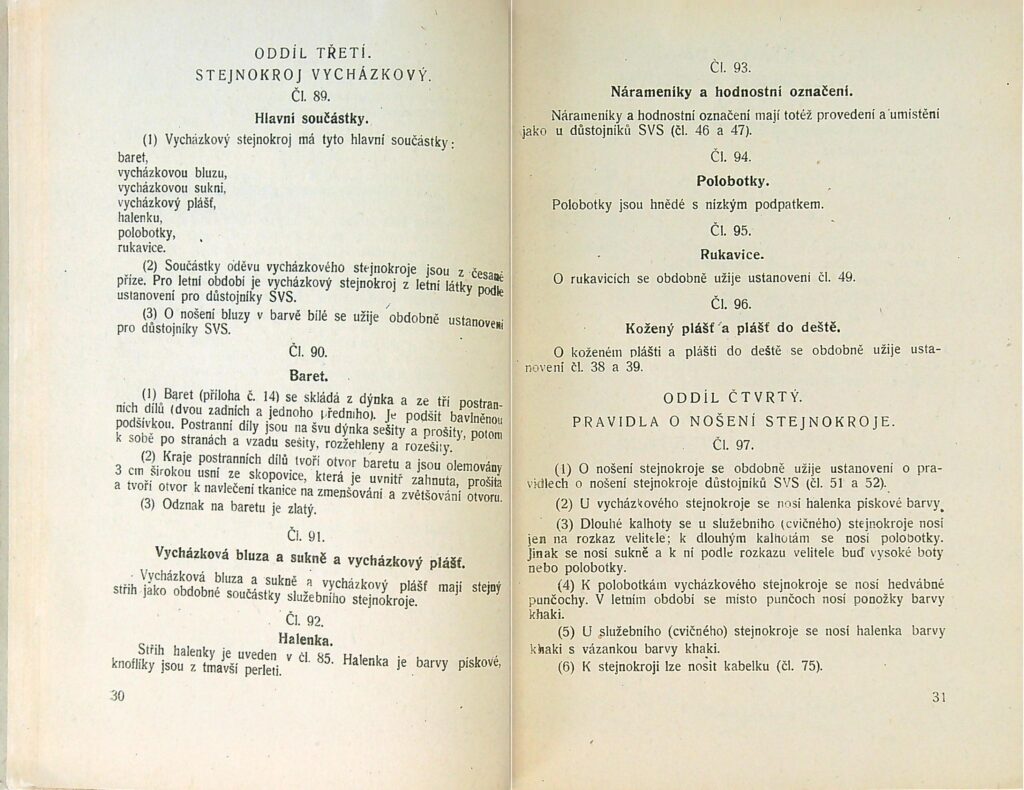 ODDÍL TŘETÍ.
STEJNOKROJ VYCHÁZKOVÝ.
Čl. 89.
Hlavní součástky.
(1) Vycházkový stejnokroj má tyto hlavní součástky:
baret,
vycházkovou bluzu,
vycházkovou sukni,
vycházkový plášť,
halenku,
polobotky,
rukavice.
(2) Součástky oděvu vycházkového stejnokroje jsou z česané
příze. Pro letní období je vycházkový stejnokroj z letní látky podle
ustanovení pro důstojníky SVS.
(3) O nošení bluzy v barvě bílé se užije obdobně ustanovení
pro důstojníky SVS.
Čl. 90.
Baret.
(1) Baret (příloha č. 14) se skládá z dýnka a ze tří postran-
ních dílů (dvou zadních a jednoho předního). Je podšit bavlněnou
podšívkou. Postranní díly jsou na švu dýnka sešity a prošity, potom
k sobě po stranách a vzadu sešity, rozžehleny a rozešity.
(2) Kraje postranních dílů tvoří otvor baretu a jsou olemovány
3 cm širokou usní ze skopovice, která je uvnitř zahnuta, prošita
a tvoří otvor k navlečení tkanice na zmenšování a zvětšování otvoru.
(3) Odznak na baretu je zlatý.
Čl. 91.
Vycházková bluza a sukně a vycházkový plášť.
Vycházková bluza a sukně a vycházkový plášť mají stejný
střih jako obdobné součástky služebního stejnokroje.
Čl. 92.
Halenka.
Střih halenky je uveden v čl. 85. Halenka je barvy pískové,
knoflíky jsou z tmavší perleti.
30
Čl. 93.
Nárameníky a hodnostní označení.
Nárameníky a hodnostní označení mají totéž provedení a umístění
jako u důstojníků SVS (čl. 46 a 47).
Čl. 94.
Polobotky.
Polobotky jsou hnědé s nízkým podpatkem.
Čl. 95.
Rukavice.
O rukavicích se obdobně užije ustanovení čl. 49.
Čl. 96.
Kožený plášť a plášť do deště.
O koženém plášti a plášti do deště se obdobně užije usta-
novení čl. 38 a 39.
ODDÍL ČTVRTÝ.
PRAVIDLA O NOŠENÍ STEJNOKROJE.
Čl. 97.
(1) O nošení stejnokroje se obdobně užije ustanovení o pra-
vidlech o nošení stejnokroje důstojníků SVS (čl. 51 a 52).
(2) U vycházkového stejnokroje se nosí halenka pískové barvy.
(3) Dlouhé kalhoty se u služebního (cvičného) stejnokroje nosí
jen na rozkaz velitele; k dlouhým kalhotám se nosí polobotky.
Jinak se nosí sukně a k ní podle rozkazu velitele buď vysoké boty
nebo polobotky.
(4) K polobotkám vycházkového stejnokroje se nosí hedvábné
punčochy. V letním období se místo punčoch nosí ponožky barvy
khaki.
(5) U služebního (cvičného) stejnokroje se nosí halenka barvy
khaki s vázankou barvy khaki.
(6) K stejnokroji lze nosit kabelku (čl. 75).
31